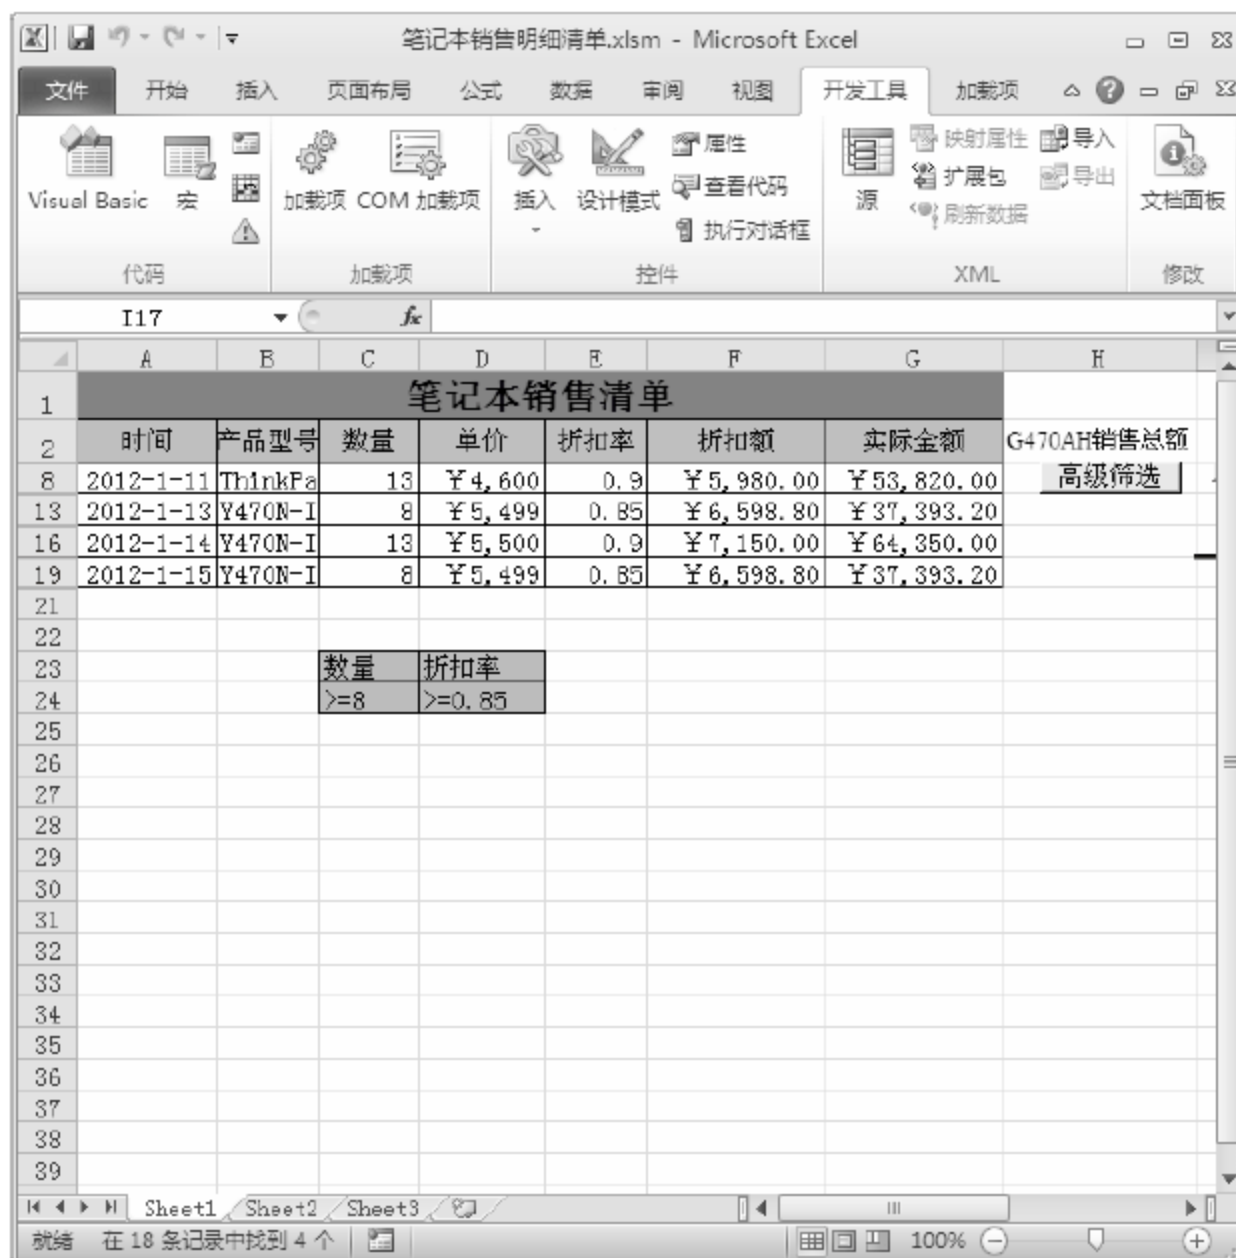 笔记本销售明细清单.xlsm - Microsoft Excel
文件 开始 插入 页面布局 公式 数据 审阅 视图 开发工具 加载项
Visual Basic 宏 加载项 COM 加载项 插入 设计模式 属性 查看代码 执行对话框 源 映射属性 扩展包 刷新数据 导入 导出 文档面板
代码 加载项 控件 XML 修改
I17 fx
A B C D E F G H
1 笔记本销售清单
2 时间 产品型号 数量 单价 折扣率 折扣额 实际金额 G470AH销售总额
8 2012-1-11 ThinkPa 13 ¥4,600 0.9 ¥5,980.00 ¥53,820.00 高级筛选
13 2012-1-13 Y470N-I 8 ¥5,499 0.85 ¥6,598.80 ¥37,393.20
16 2012-1-14 Y470N-I 13 ¥5,500 0.9 ¥7,150.00 ¥64,350.00
19 2012-1-15 Y470N-I 8 ¥5,499 0.85 ¥6,598.80 ¥37,393.20
21
22
23 数量 折扣率
24 >=8 >=0.85
25
26
27
28
29
30
31
32
33
34
35
36
37
38
39
Sheet1 Sheet2 Sheet3
就绪 在 18 条记录中找到 4 个 100%